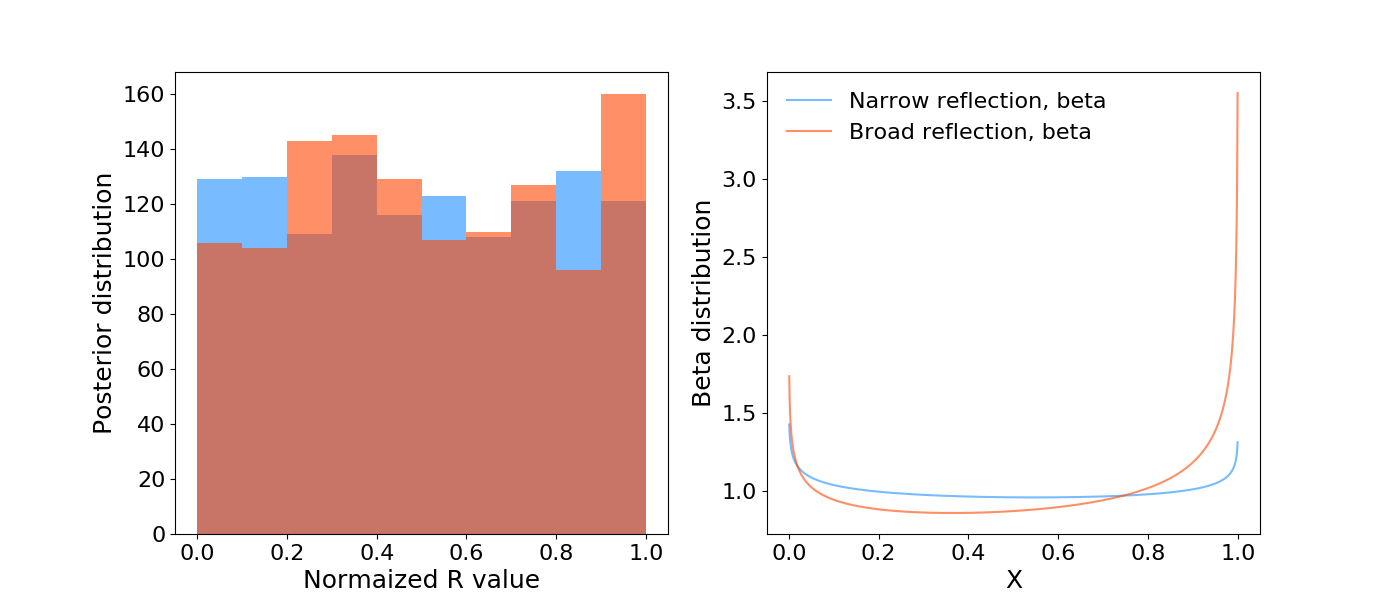 Posterior distribution
160
140
120
100
80
60
40
20
0
0.0 0.2 0.4 0.6 0.8 1.0
Normaized R value
Beta distribution
3.5
3.0
2.5
2.0
1.5
1.0
Narrow reflection, beta
Broad reflection, beta
0.0 0.2 0.4 0.6 0.8 1.0
X